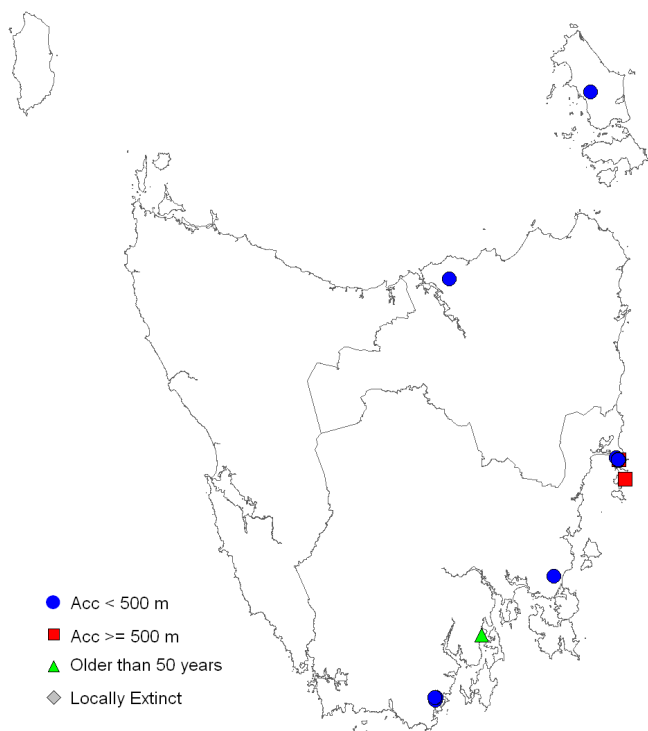 Acc < 500 m
Acc >= 500 m
Older than 50 years
Locally Extinct